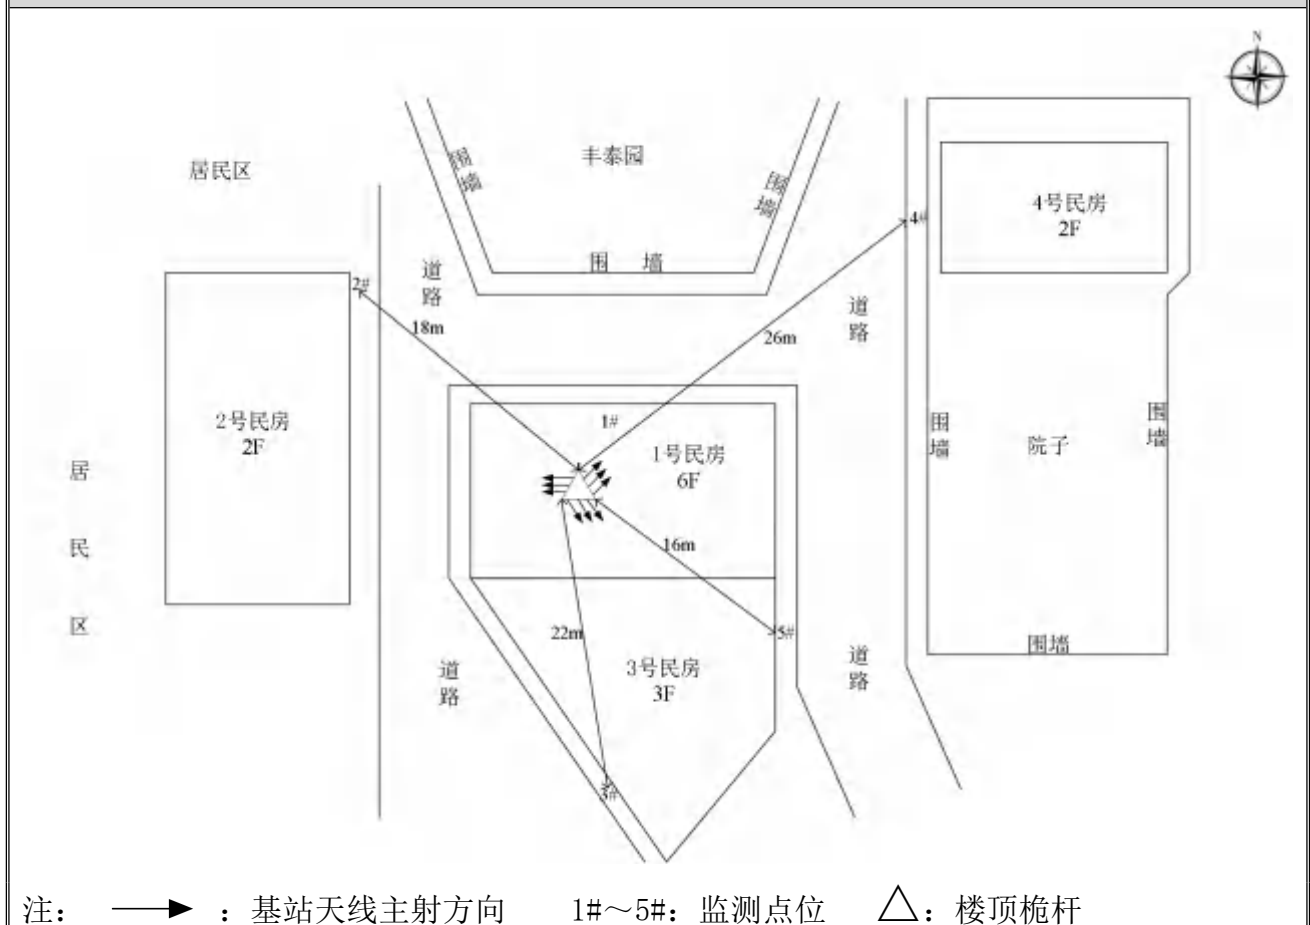 N
丰泰园
居民区
围墙
围墙
4号民房
2F
4#
围 墙
道路
2#
道路
18m
26m
2号民房
2F
1#
1号民房
6F
围墙
院子
围墙
居民区
16m
22m
5#
3号民房
3F
道路
道路
围墙
3#
注： ：基站天线主射方向 1#～5#：监测点位 △：楼顶桅杆